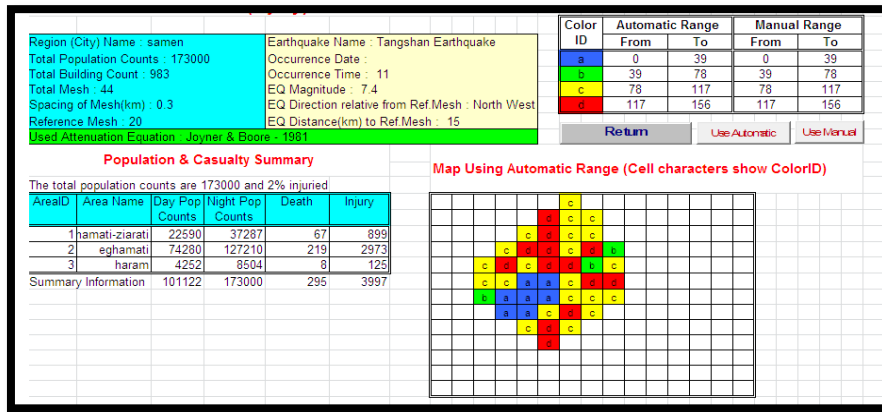 Color ID Automatic Range Manual Range
From To From To
a 0 39 0 39
b 39 78 39 78
c 78 117 78 117
d 117 156 117 156
Region (City) Name : samen
Total Population Counts : 173000
Total Building Count : 983
Total Mesh : 44
Spacing of Mesh(km) : 0.3
Reference Mesh : 20
Earthquake Name : Tangshan Earthquake
Occurrence Date :
Occurrence Time : 11
EQ Magnitude : 7.4
EQ Direction relative from Ref.Mesh : North West
EQ Distance(km) to Ref.Mesh : 15
Used Attenuation Equation : Joyner & Boore - 1981
Return Use Automatic Use Manual
Population & Casualty Summary
The total population counts are 173000 and 2% injuried
AreaID Area Name Day Pop Counts Night Pop Counts Death Injury
1 hamati-ziarati 22590 37287 67 899
2 eghamati 74280 127210 219 2973
3 haram 4252 8504 8 125
Summary Information 101122 173000 295 3997
Map Using Automatic Range (Cell characters show ColorID)
c
d c c
c d c c
c d d c d b
c d c d d b c
c c a a c d d
b a a a c c c
a a c d c
c d c
d